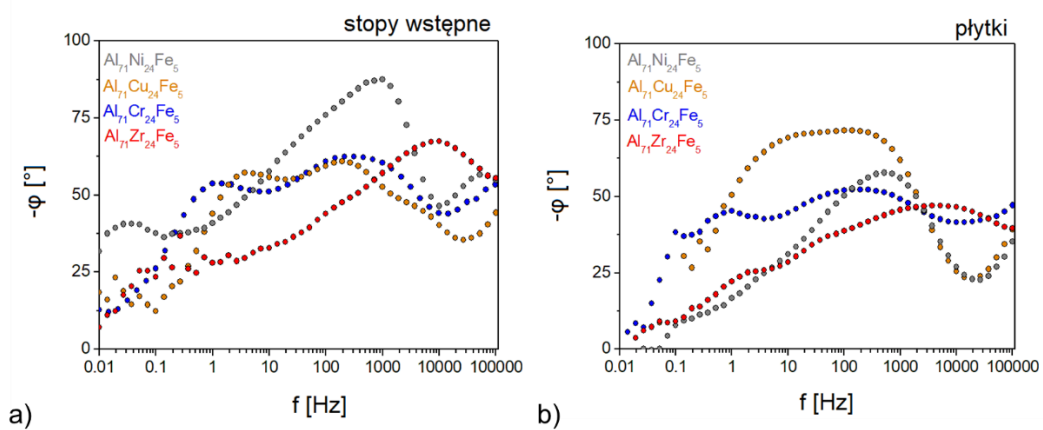 stopy wstępne
100
75
50
25
0
-φ [°]
Al₇₁Ni₂₄Fe₅
Al₇₁Cu₂₄Fe₅
Al₇₁Cr₂₄Fe₅
Al₇₁Zr₂₄Fe₅
0.01 0.1 1 10 100 1000 10000 100000
f [Hz]
a)
płytki
100
75
50
25
0
-φ [°]
Al₇₁Ni₂₄Fe₅
Al₇₁Cu₂₄Fe₅
Al₇₁Cr₂₄Fe₅
Al₇₁Zr₂₄Fe₅
0.01 0.1 1 10 100 1000 10000 100000
f [Hz]
b)